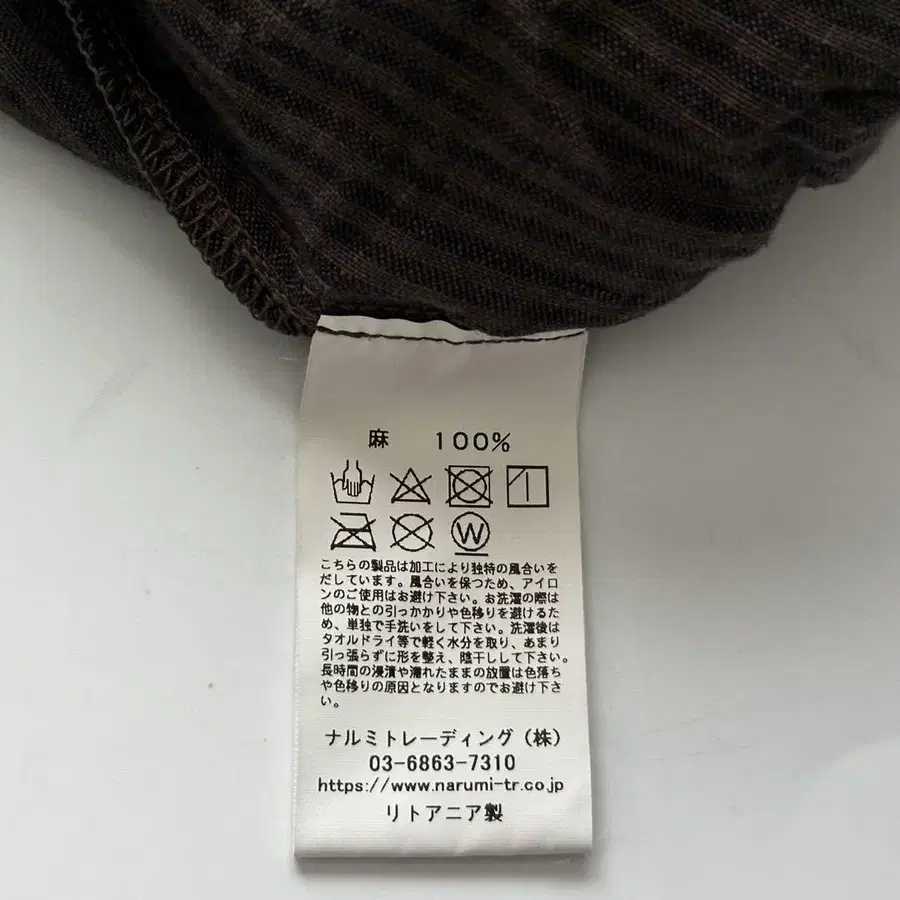 麻 100%
W
こちらの製品は加工により独特の風合いを
だしています。風合いを保つため、アイロ
ンのご使用はお避け下さい。お洗濯の際は
他の物との引っかかりや色移りを避けるた
め、単独で手洗いをして下さい。洗濯後は
タオルドライ等で軽く水分を取り、あまり
引っ張らずに形を整え、陰干しして下さい。
長時間の浸漬や濡れたままの放置は色落ち
や色移りの原因となりますのでお避け下さ
い。
ナルミトレーディング(株)
03-6863-7310
https://www.narumi-tr.co.jp
リトアニア製